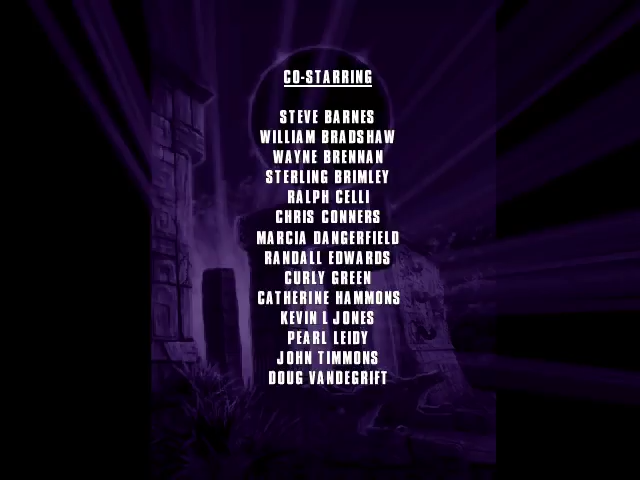 CO-STARRING
STEVE BARNES
WILLIAM BRADSHAW
WAYNE BRENNAN
STERLING BRIMLEY
RALPH CELLI
CHRIS CONNERS
MARCIA DANGERFIELD
RANDALL EDWARDS
CURLY GREEN
CATHERINE HAMMONS
KEVIN L JONES
PEARL LEIDY
JOHN TIMMONS
DOUG VANDEGRIFT